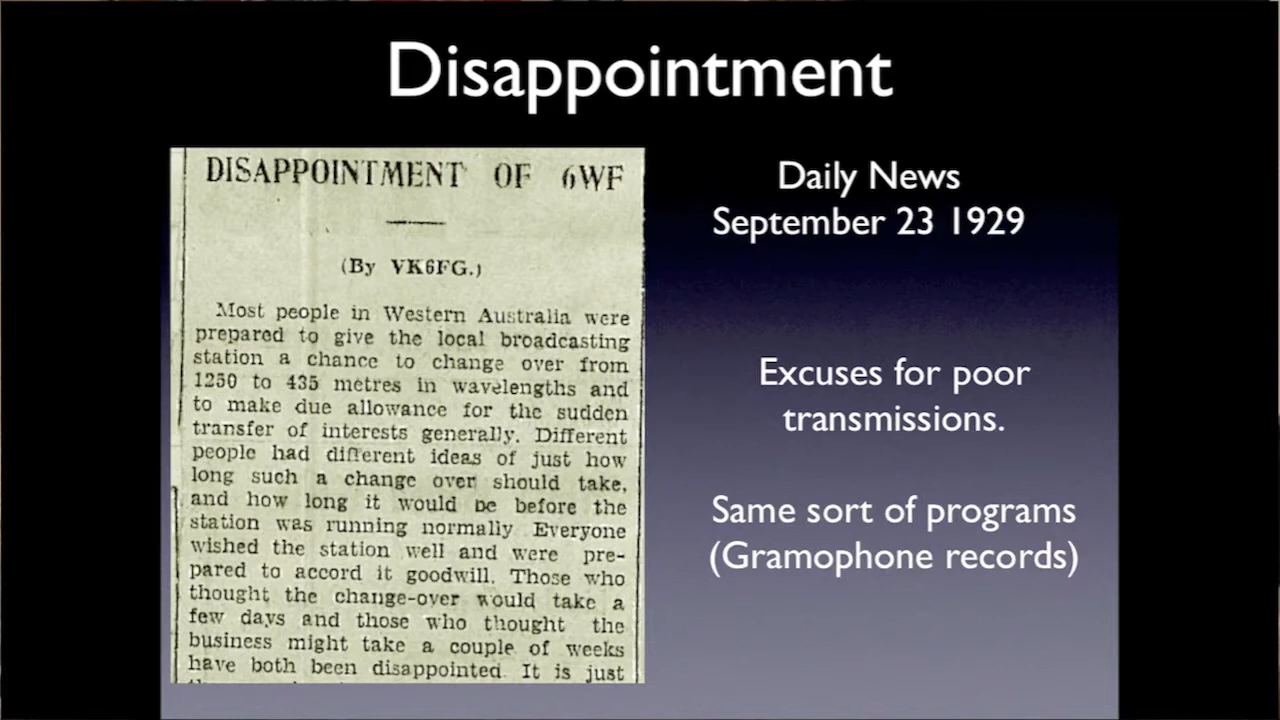 Disappointment
DISAPPOINTMENT OF 6WF
(By VK6FG.)
Most people in Western Australia were
prepared to give the local broadcasting
station a chance to change over from
1250 to 435 metres in wavelengths and
to make due allowance for the sudden
transfer of interests generally. Different
people had different ideas of just how
long such a change over should take,
and how long it would be before the
station was running normally Everyone
wished the station well and were pre-
pared to accord it goodwill. Those who
thought the change-over would take a
few days and those who thought the
business might take a couple of weeks
have both been disappointed. It is just
Daily News
September 23 1929
Excuses for poor
transmissions.
Same sort of programs
(Gramophone records)